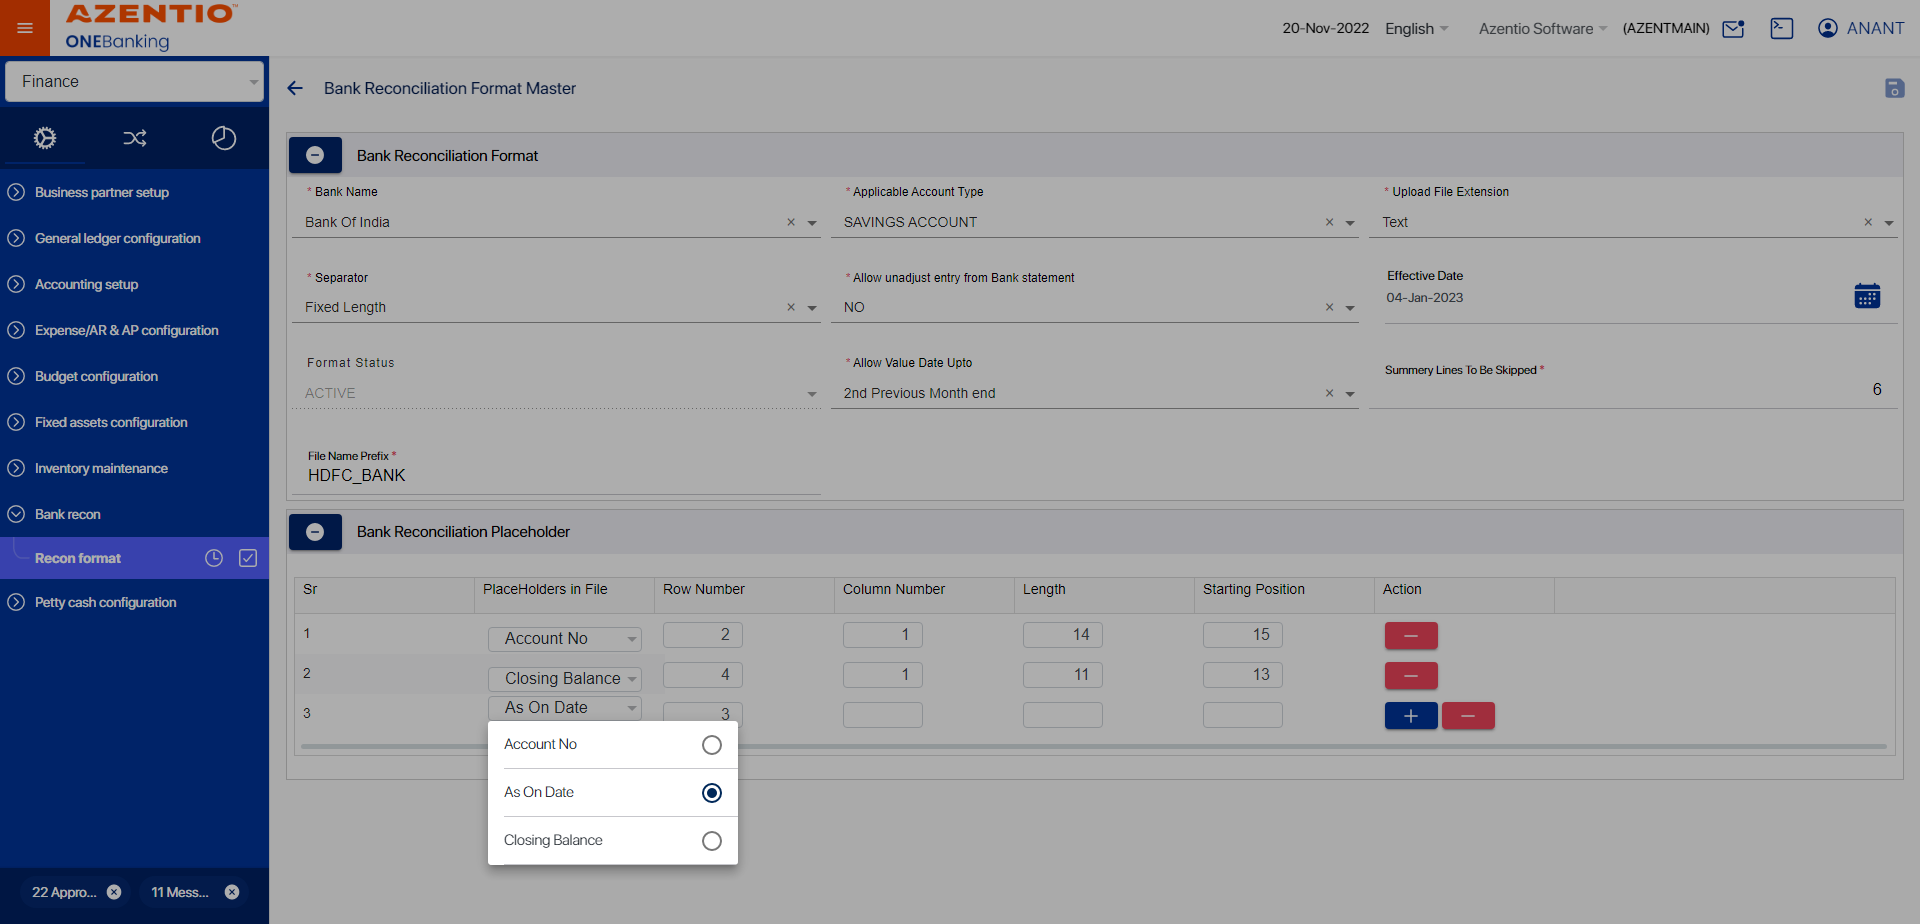 AZENTIO™
ONEBanking
20-Nov-2022 English Azentio Software (AZENTMAIN) ANANT
Finance
Business partner setup
General ledger configuration
Accounting setup
Expense/AR & AP configuration
Budget configuration
Fixed assets configuration
Inventory maintenance
Bank recon
Recon format
Petty cash configuration
22 Appro... 11 Mess...
Bank Reconciliation Format Master
Bank Reconciliation Format
* Bank Name * Applicable Account Type * Upload File Extension
Bank Of India × SAVINGS ACCOUNT × Text ×
* Separator * Allow unadjust entry from Bank statement Effective Date
Fixed Length × NO × 04-Jan-2023
Format Status * Allow Value Date Upto Summery Lines To Be Skipped *
ACTIVE 2nd Previous Month end × 6
File Name Prefix *
HDFC_BANK
Bank Reconciliation Placeholder
Sr PlaceHolders in File Row Number Column Number Length Starting Position Action
1 Account No 2 1 14 15
2 Closing Balance 4 1 11 13
3 As On Date 3
Account No
As On Date
Closing Balance